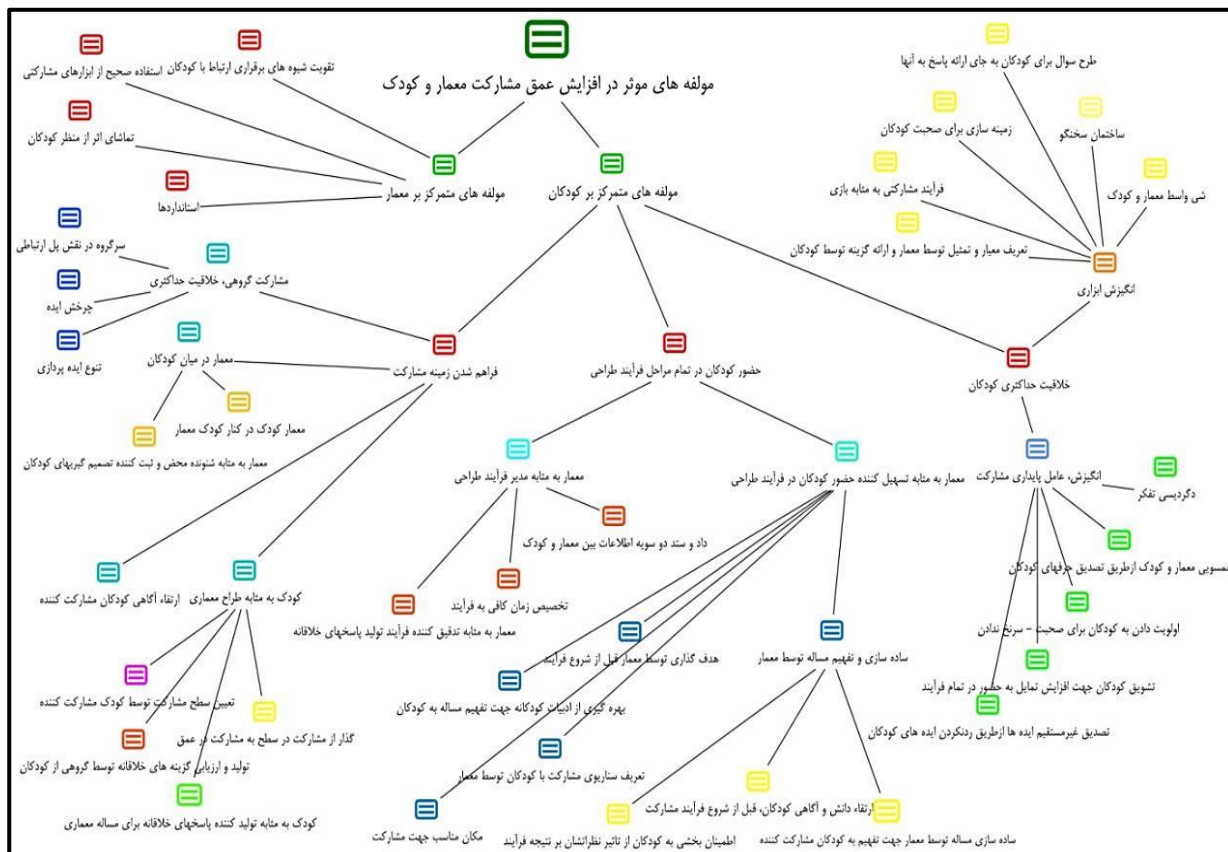 مولفه های موثر در افزایش عمق مشارکت معمار و کودک
تقویت شیوه های برقراری ارتباط با کودکان
استفاده صحیح از ابزارهای مشارکتی
تماشای اثر از منظر کودکان
استانداردها
مولفه های متمرکز بر معمار
مولفه های متمرکز بر کودکان
طرح سوال برای کودکان به جای ارائه پاسخ به آنها
ساختمان سخنگو
زمینه سازی برای صحبت کودکان
شی واسط معمار و کودک
فرآیند مشارکتی به مثابه بازی
تعریف معیار و تمثیل توسط معمار و ارائه گزینه توسط کودکان
انگیزش ابزاری
سرگروه در نقش پل ارتباطی
مشارکت گروهی، خلاقیت حداکثری
چرخش ایده
تنوع ایده پردازی
معمار در میان کودکان
فراهم شدن زمینه مشارکت
حضور کودکان در تمام مراحل فرآیند طراحی
خلاقیت حداکثری کودکان
معمار کودک در کنار کودک معمار
معمار به مثابه شنونده محض و ثبت کننده تصمیم گیریهای کودکان
معمار به مثابه مدیر فرآیند طراحی
معمار به مثابه تسهیل کننده حضور کودکان در فرآیند طراحی
انگیزش، عامل پایداری مشارکت
دگردیسی تفکر
داد و ستد دو سویه اطلاعات بین معمار و کودک
همسویی معمار و کودک ازطریق تصدیق حرفهای کودکان
ارتقاء آگاهی کودکان مشارکت کننده
کودک به مثابه طراح معماری
تخصیص زمان کافی به فرآیند
معمار به مثابه تدقیق کننده فرآیند تولید پاسخهای خلاقانه
اولویت دادن به کودکان برای صحبت - سرنخ ندادن
هدف گذاری توسط معمار قبل از شروع فرآیند
ساده سازی و تفهیم مساله توسط معمار
تشویق کودکان جهت افزایش تمایل به حضور در تمام فرآیند
تعیین سطح مشارکت توسط کودک مشارکت کننده
بهره گیری از ادبیات کودکانه جهت تفهیم مساله به کودکان
تصدیق غیرمستقیم ایده ها ازطریق ردنکردن ایده های کودکان
گذار از مشارکت در سطح به مشارکت در عمق
تولید و ارزیابی گزینه های خلاقانه توسط گروهی از کودکان
تعریف سناریوی مشارکت با کودکان توسط معمار
ارتقاء دانش و آگاهی کودکان، قبل از شروع فرآیند مشارکت
کودک به مثابه تولید کننده پاسخهای خلاقانه برای مساله معماری
مکان مناسب جهت مشارکت
اطمینان بخشی به کودکان از تاثیر نظراتشان بر نتیجه فرآیند
ساده سازی مساله توسط معمار جهت تفهیم به کودکان مشارکت کننده